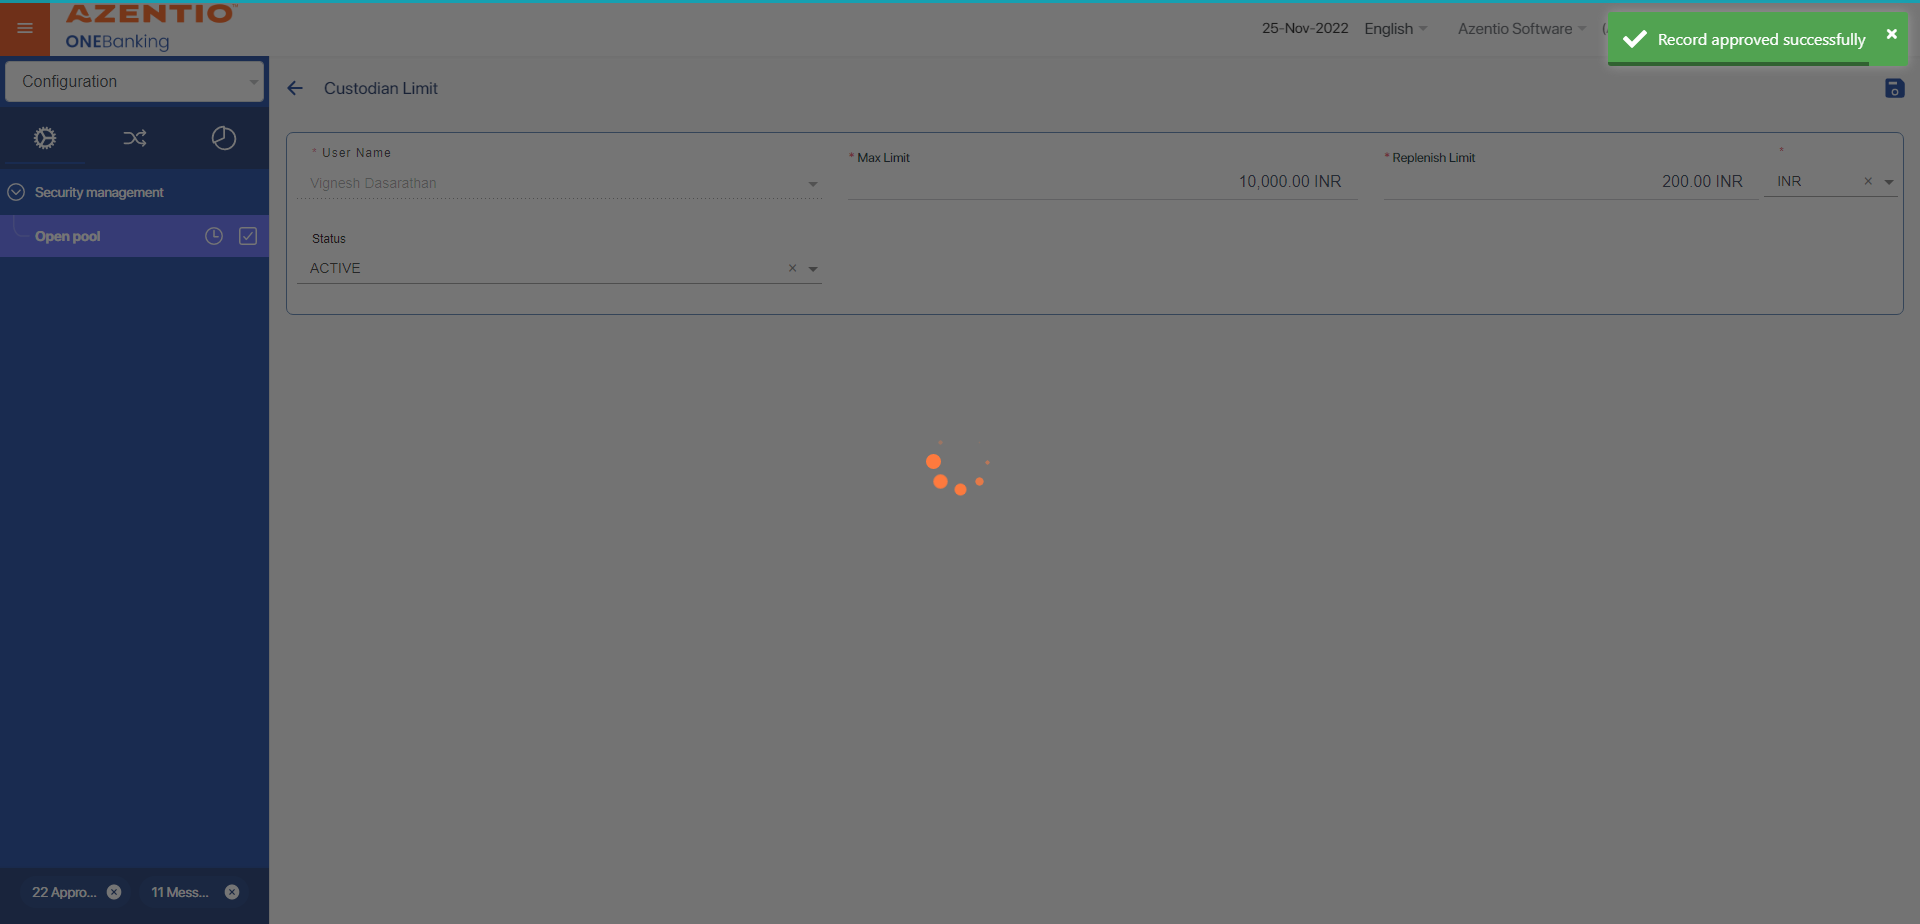 AZENTIO™
ONEBanking
25-Nov-2022
English
Azentio Software
Record approved successfully
Configuration
Custodian Limit
* User Name
Vignesh Dasarathan
* Max Limit
10,000.00 INR
* Replenish Limit
200.00 INR
*
INR
Security management
Open pool
Status
ACTIVE
22 Appro...
11 Mess...